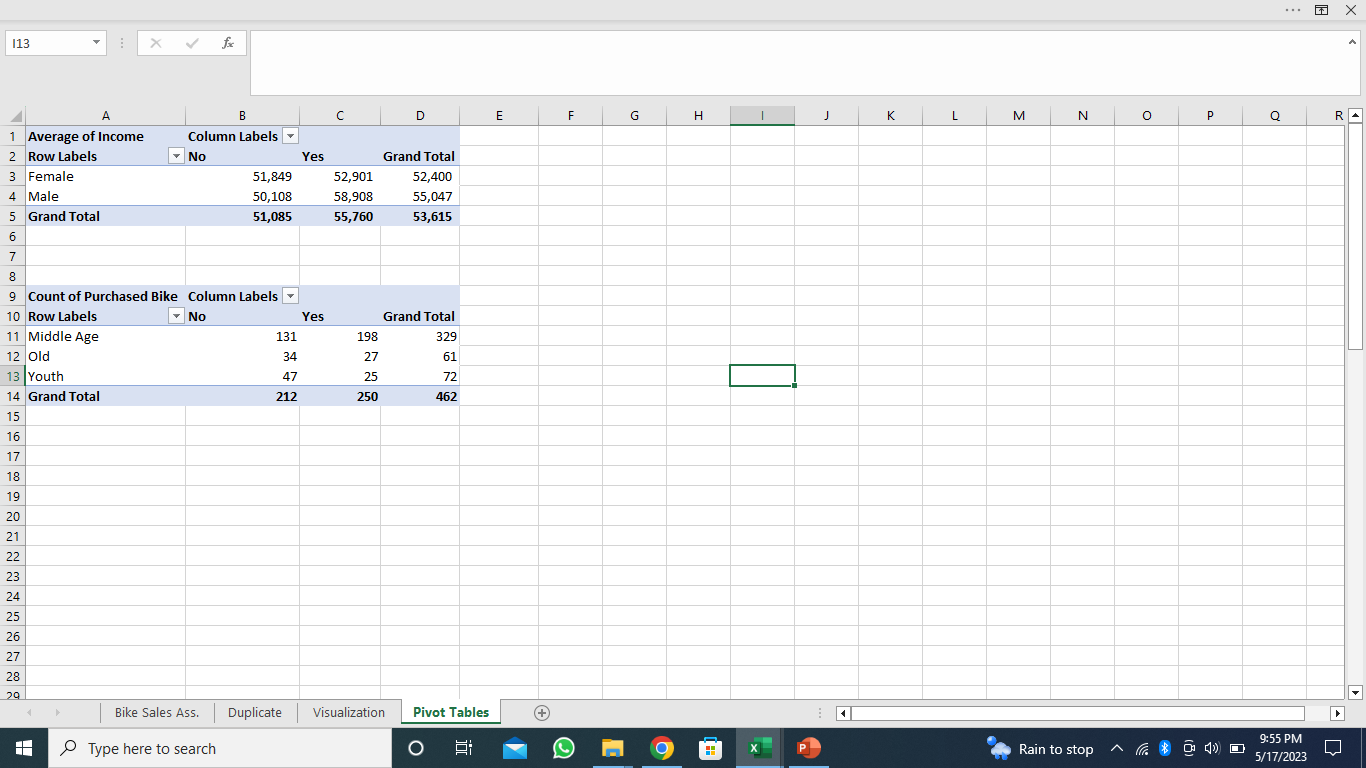 I13
fx
A B C D E F G H I J K L M N O P Q R
1 Average of Income Column Labels
2 Row Labels No Yes Grand Total
3 Female 51,849 52,901 52,400
4 Male 50,108 58,908 55,047
5 Grand Total 51,085 55,760 53,615
6
7
8
9 Count of Purchased Bike Column Labels
10 Row Labels No Yes Grand Total
11 Middle Age 131 198 329
12 Old 34 27 61
13 Youth 47 25 72
14 Grand Total 212 250 462
15
16
17
18
19
20
21
22
23
24
25
26
27
28
29
Bike Sales Ass. Duplicate Visualization Pivot Tables
Type here to search Rain to stop 9:55 PM
5/17/2023